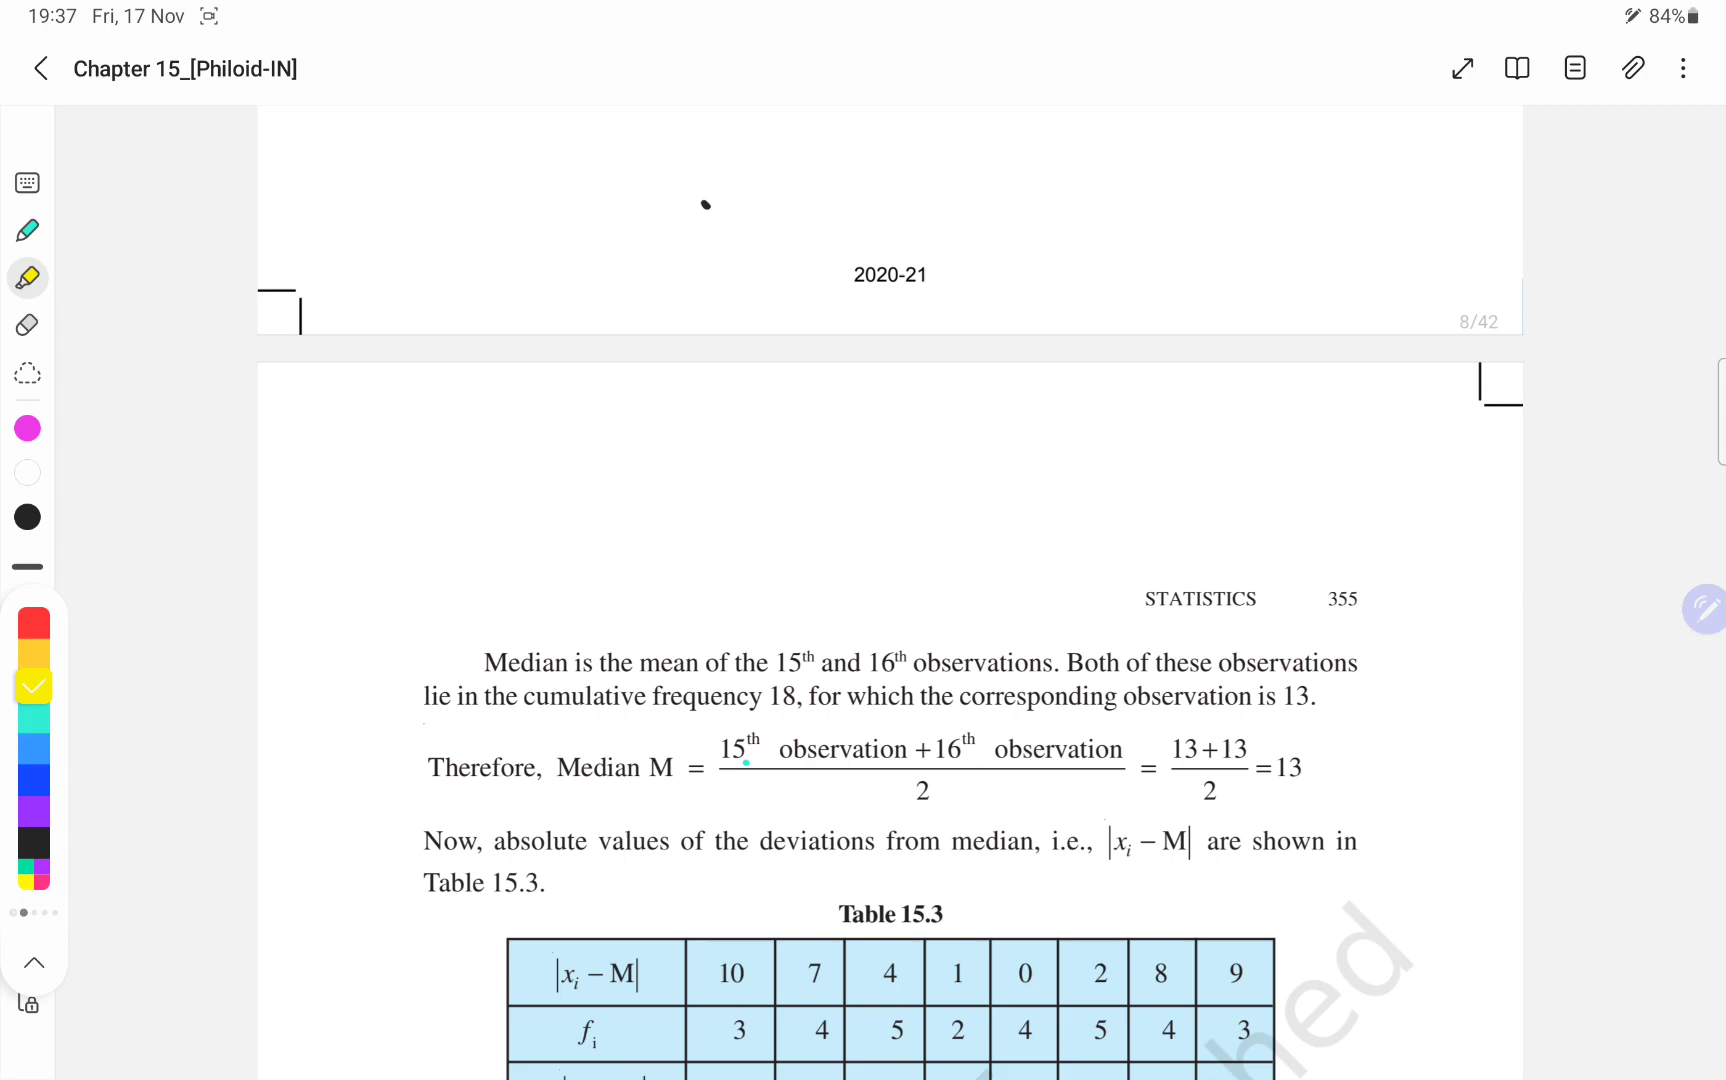 19:37 Fri, 17 Nov
84%
Chapter 15_[Philoid-IN]
2020-21
8/42
STATISTICS 355
Median is the mean of the 15th and 16th observations. Both of these observations
lie in the cumulative frequency 18, for which the corresponding observation is 13.
Therefore, Median M = (15th observation + 16th observation)/2 = (13+13)/2 = 13
Now, absolute values of the deviations from median, i.e., |xi − M| are shown in
Table 15.3.
Table 15.3
|xi − M| 10 7 4 1 0 2 8 9
fi 3 4 5 2 4 5 4 3
hed